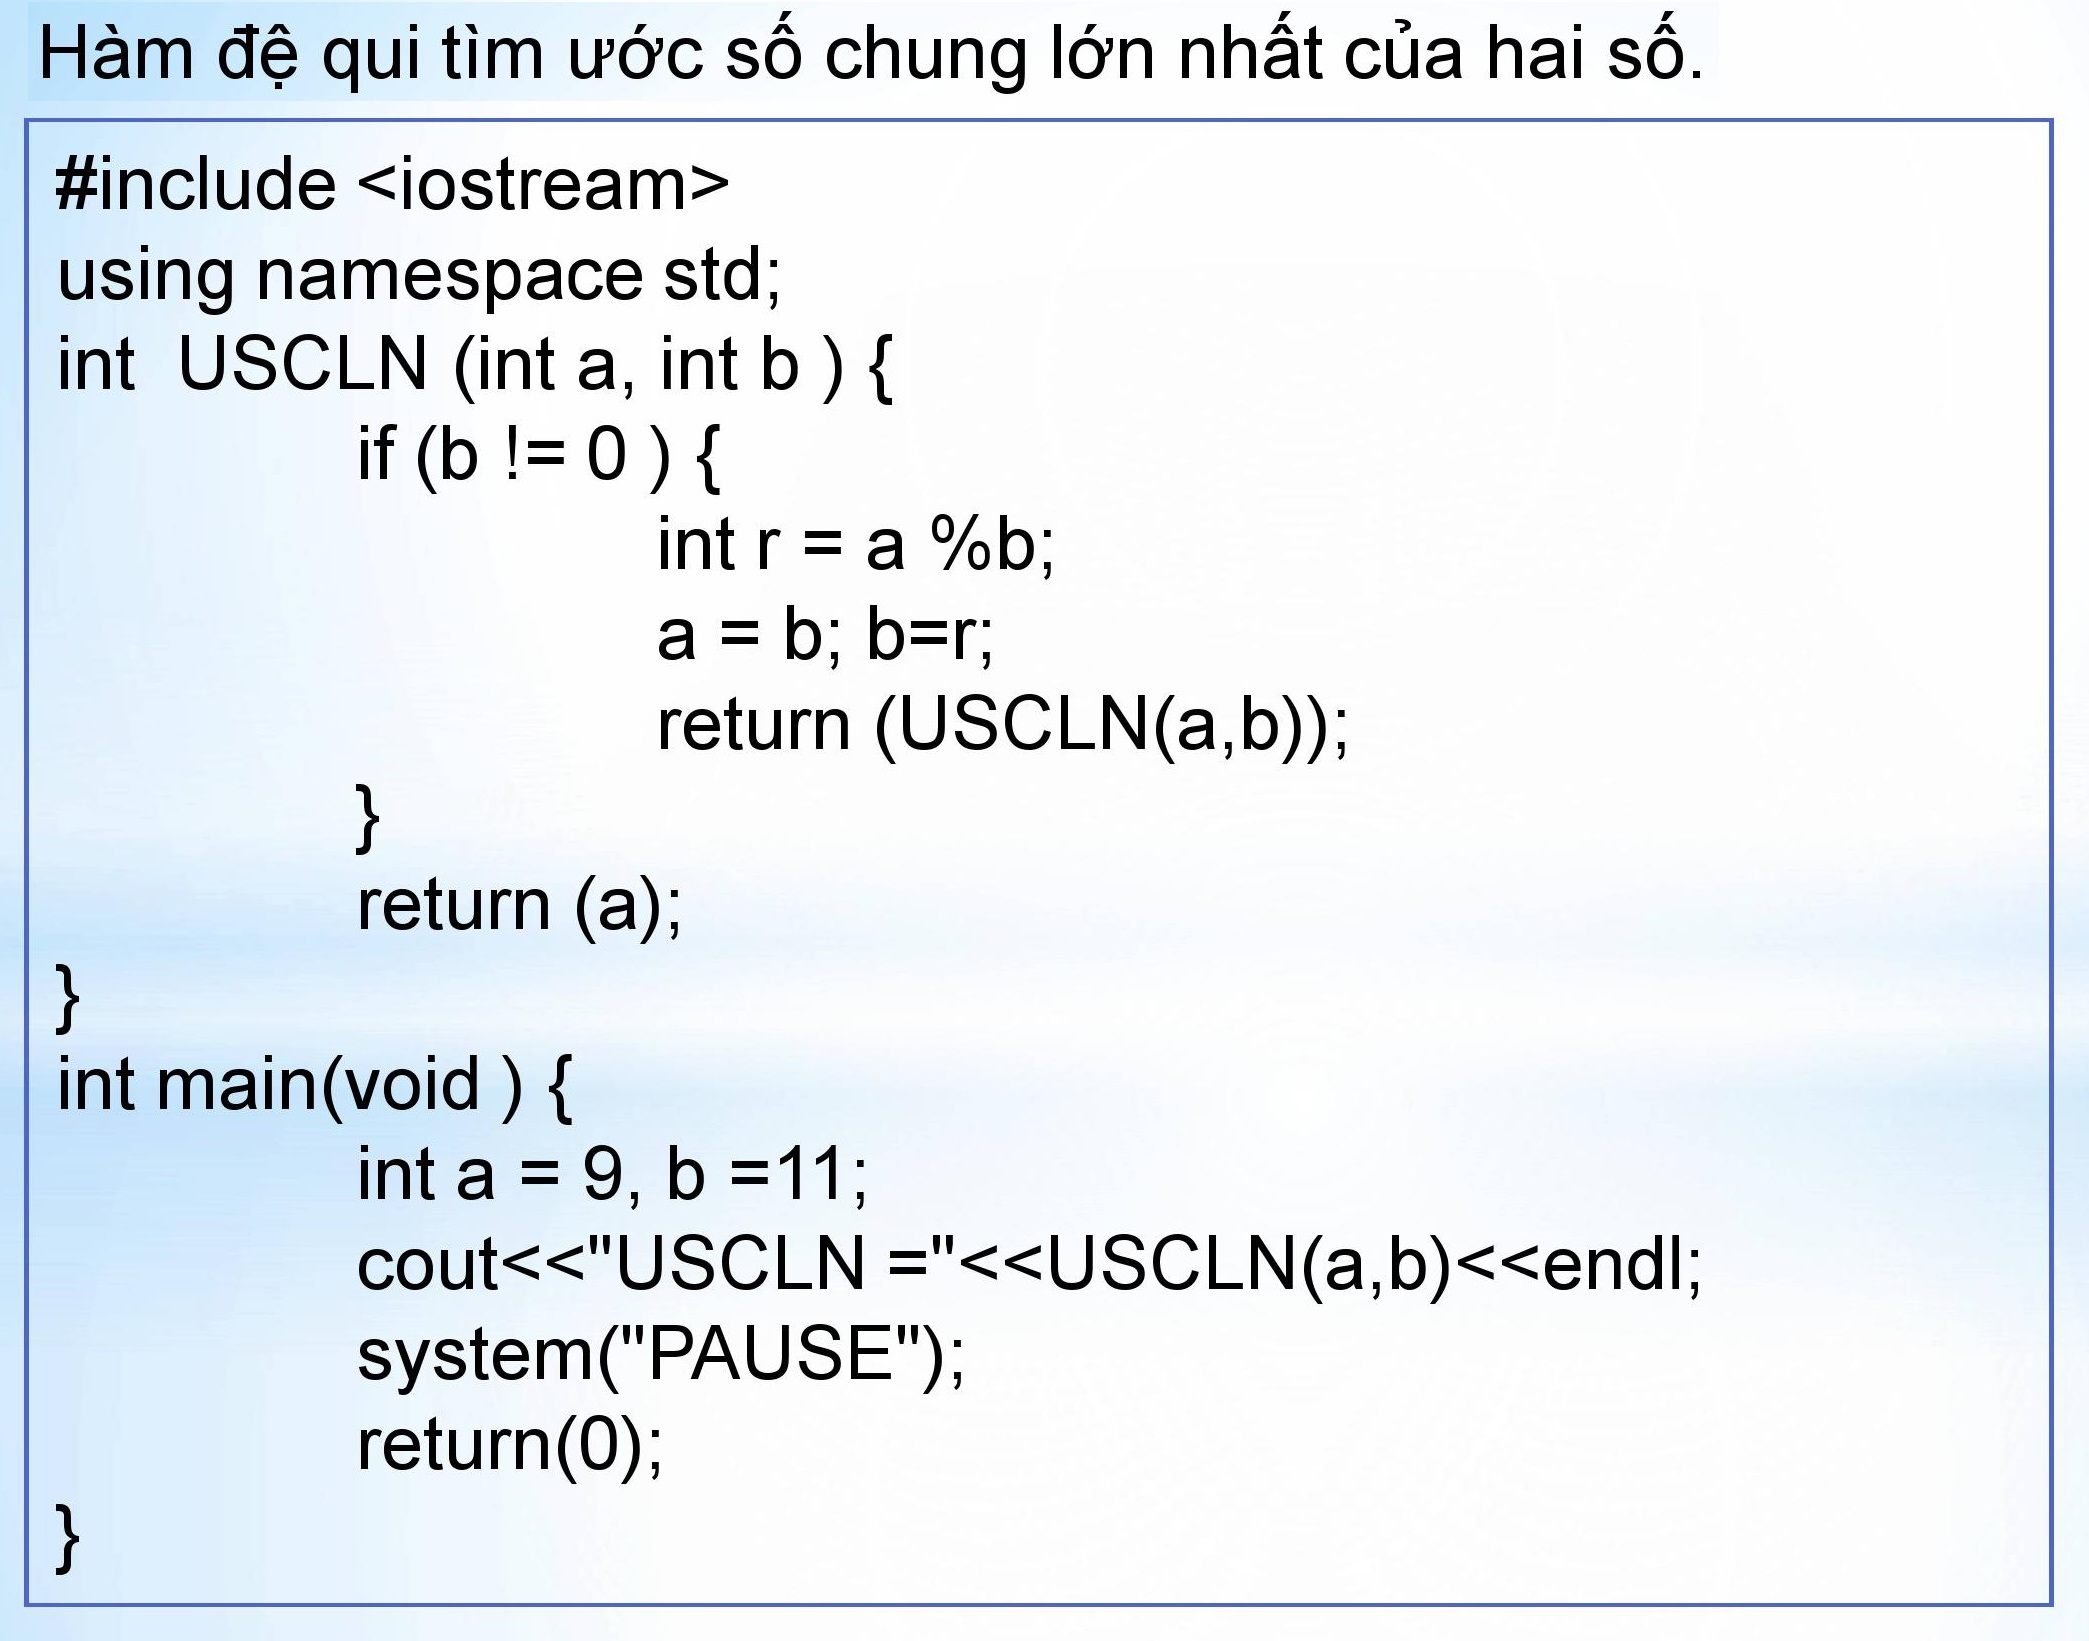 Hàm đệ qui tìm ước số chung lớn nhất của hai số.
#include <iostream>
using namespace std;
int  USCLN (int a, int b ) {
if (b != 0 ) {
int r = a %b;
a = b; b=r;
return (USCLN(a,b));
}
return (a);
}
int main(void ) {
int a = 9, b =11;
cout<<"USCLN ="<<USCLN(a,b)<<endl;
system("PAUSE");
return(0);
}